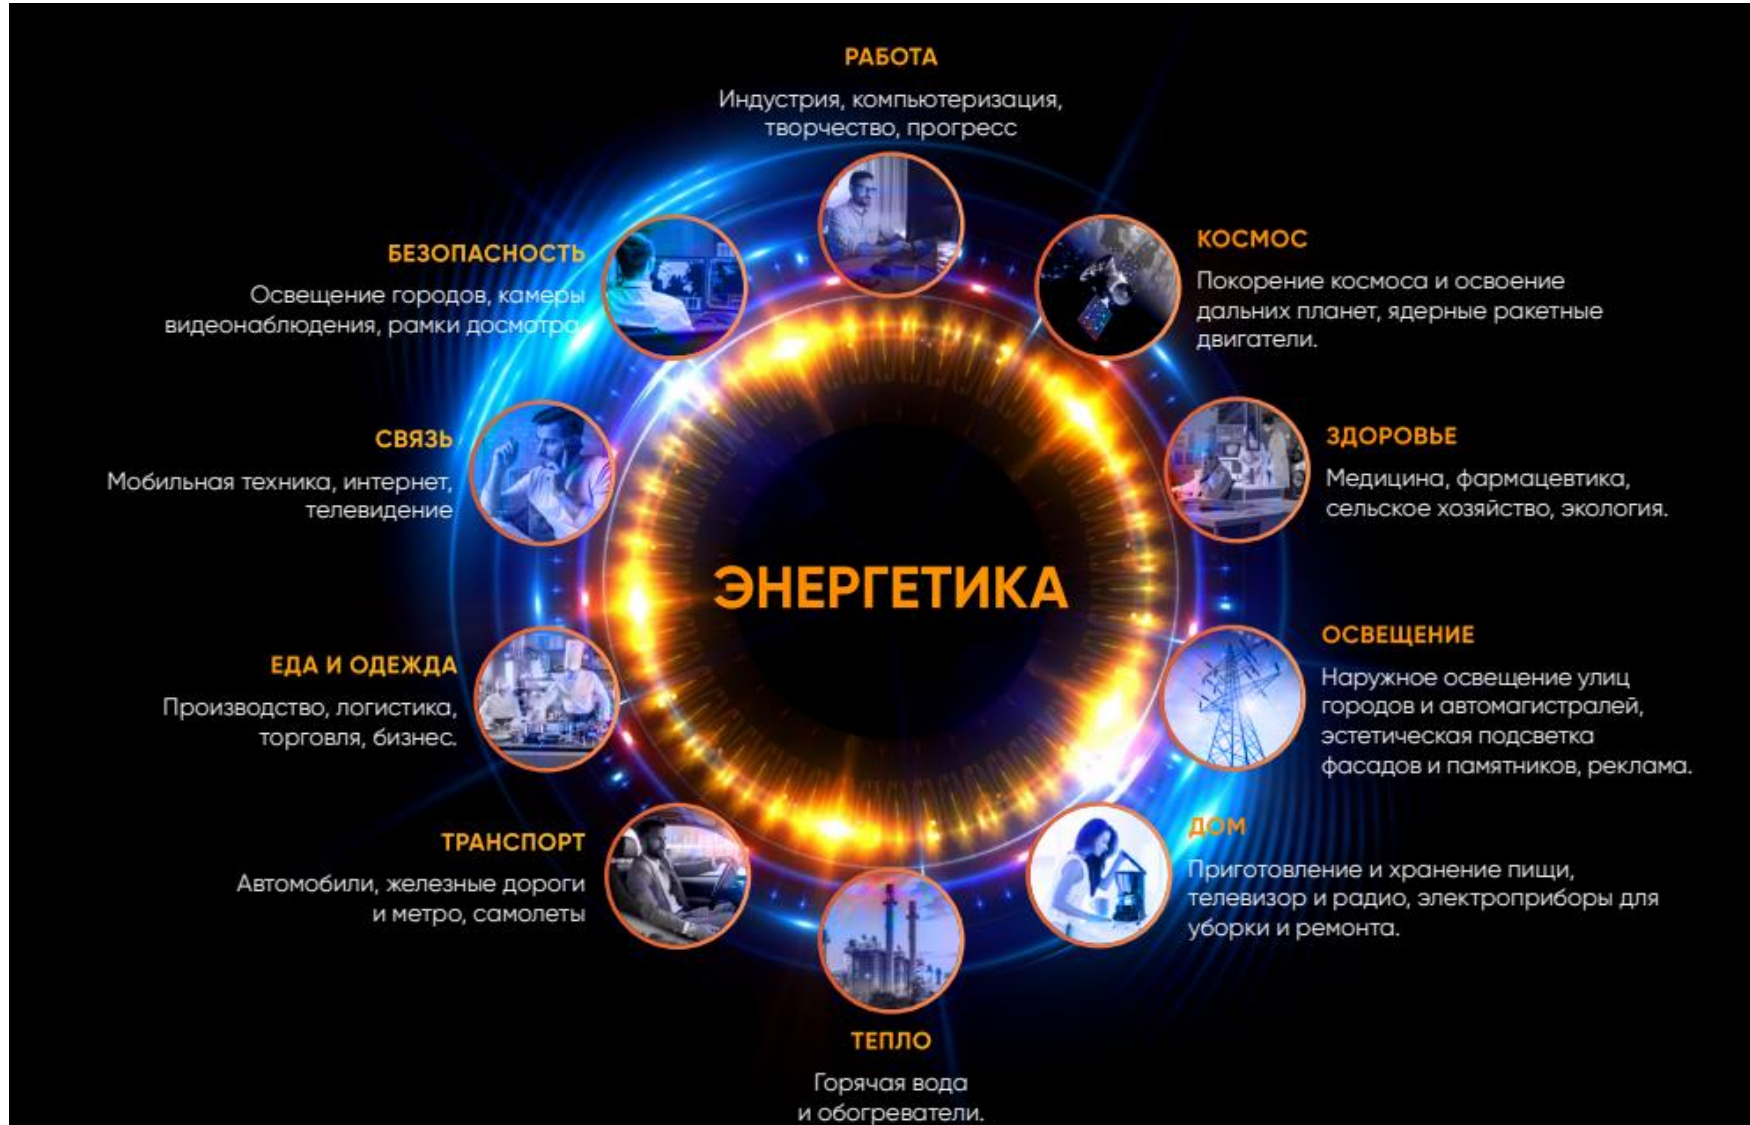 РАБОТА
Индустрия, компьютеризация,
творчество, прогресс
КОСМОС
Покорение космоса и освоение
дальних планет, ядерные ракетные
двигатели.
ЗДОРОВЬЕ
Медицина, фармацевтика,
сельское хозяйство, экология.
ОСВЕЩЕНИЕ
Наружное освещение улиц
городов и автомагистралей,
эстетическая подсветка
фасадов и памятников, реклама.
ДОМ
Приготовление и хранение пищи,
телевизор и радио, электроприборы для
уборки и ремонта.
ТЕПЛО
Горячая вода
и обогреватели.
ТРАНСПОРТ
Автомобили, железные дороги
и метро, самолеты
ЕДА И ОДЕЖДА
Производство, логистика,
торговля, бизнес.
СВЯЗЬ
Мобильная техника, интернет,
телевидение
БЕЗОПАСНОСТЬ
Освещение городов, камеры
видеонаблюдения, рамки досмотра.
ЭНЕРГЕТИКА